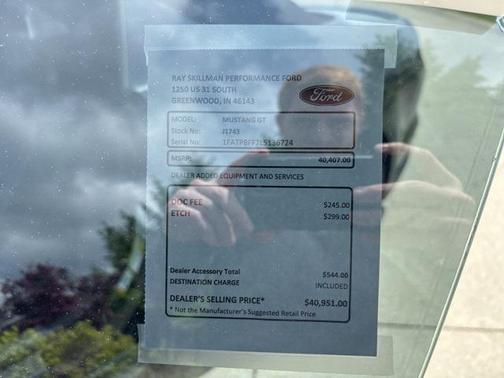 RAY SKILLMAN PERFORMANCE FORD
1250 US 31 SOUTH
GREENWOOD, IN 46143
Ford
MODEL: MUSTANG GT
Stock No: J1743
Serial No: 1FATP8FF7L5136724
MSRP: 40,407.00
DEALER ADDED EQUIPMENT AND SERVICES
DOC FEE $245.00
ETCH $299.00
Dealer Accessory Total $544.00
DESTINATION CHARGE INCLUDED
DEALER'S SELLING PRICE* $40,951.00
* Not the Manufacturer's Suggested Retail Price